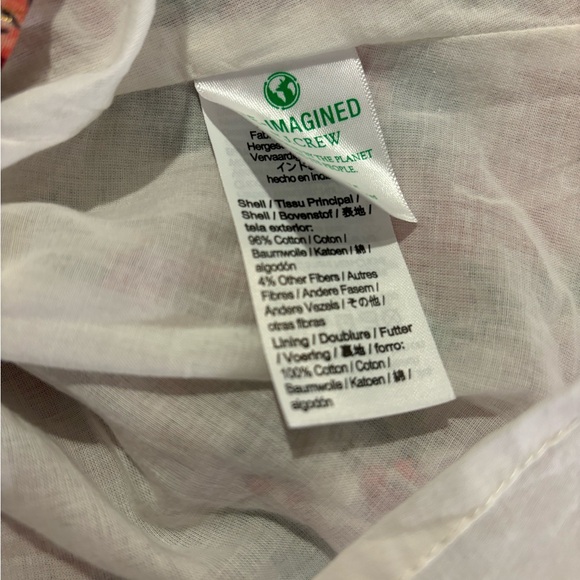 IMAGINED
CREW
THE PLANET
Fab
Herges
Vervaard
インド
hecho en Ind
Shell / Tissu Principal /
Shell / Bovenstof / 表地 /
tela exterior:
96% Cotton / Coton /
Baumwolle / Katoen / 綿 /
algodón
4% Other Fibers / Autres
Fibres / Andere Fasern /
Andere Vezels / その他 /
otras fibras
Lining / Doublure / Futter
/ Voering / 裏地 / forro:
100% Cotton / Coton /
Baumwolle / Katoen / 綿 /
algodón